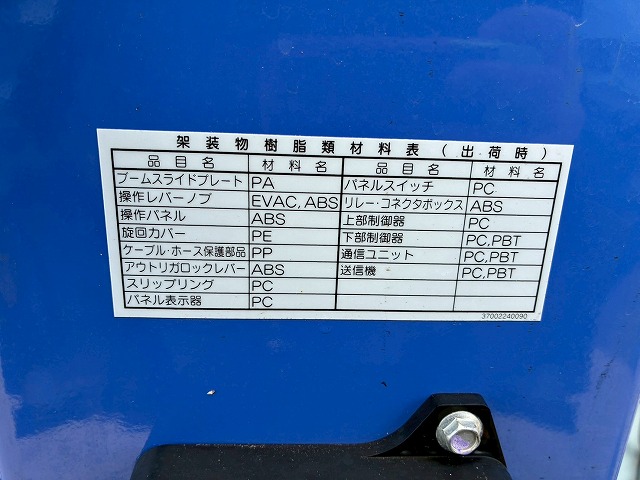 架装物樹脂類材料表(出荷時)
品目名 材料名 品目名 材料名
ブームスライドプレート PA パネルスイッチ PC
操作レバーノブ EVAC,ABS リレー・コネクタボックス ABS
操作パネル ABS 上部制御器 PC
旋回カバー PE 下部制御器 PC,PBT
ケーブル・ホース保護部品 PP 通信ユニット PC,PBT
アウトリガロックレバー ABS 送信機 PC,PBT
スリップリング PC
パネル表示器 PC
37002240090